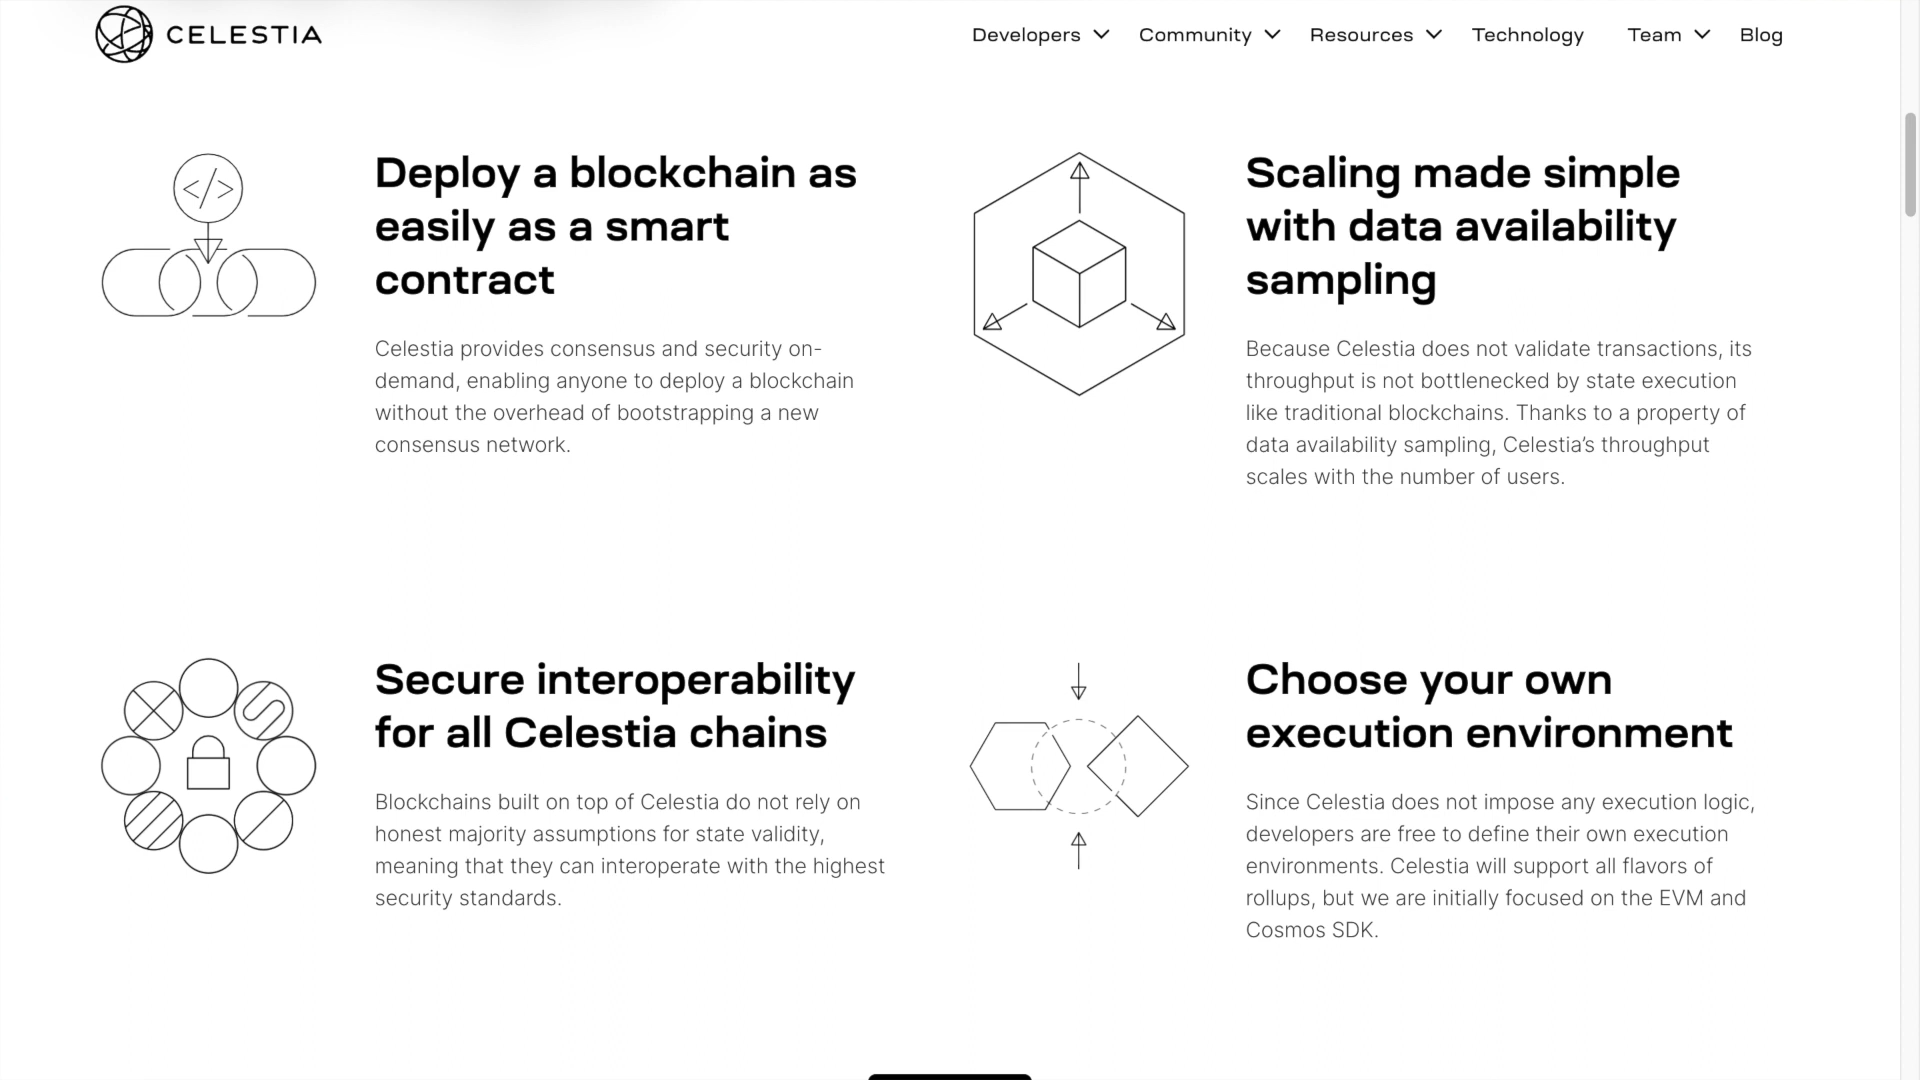 CELESTIA
Developers
Community
Resources
Technology
Team
Blog
</>
Deploy a blockchain as
easily as a smart
contract
Celestia provides consensus and security on-
demand, enabling anyone to deploy a blockchain
without the overhead of bootstrapping a new
consensus network.
Scaling made simple
with data availability
sampling
Because Celestia does not validate transactions, its
throughput is not bottlenecked by state execution
like traditional blockchains. Thanks to a property of
data availability sampling, Celestia’s throughput
scales with the number of users.
Secure interoperability
for all Celestia chains
Blockchains built on top of Celestia do not rely on
honest majority assumptions for state validity,
meaning that they can interoperate with the highest
security standards.
Choose your own
execution environment
Since Celestia does not impose any execution logic,
developers are free to define their own execution
environments. Celestia will support all flavors of
rollups, but we are initially focused on the EVM and
Cosmos SDK.